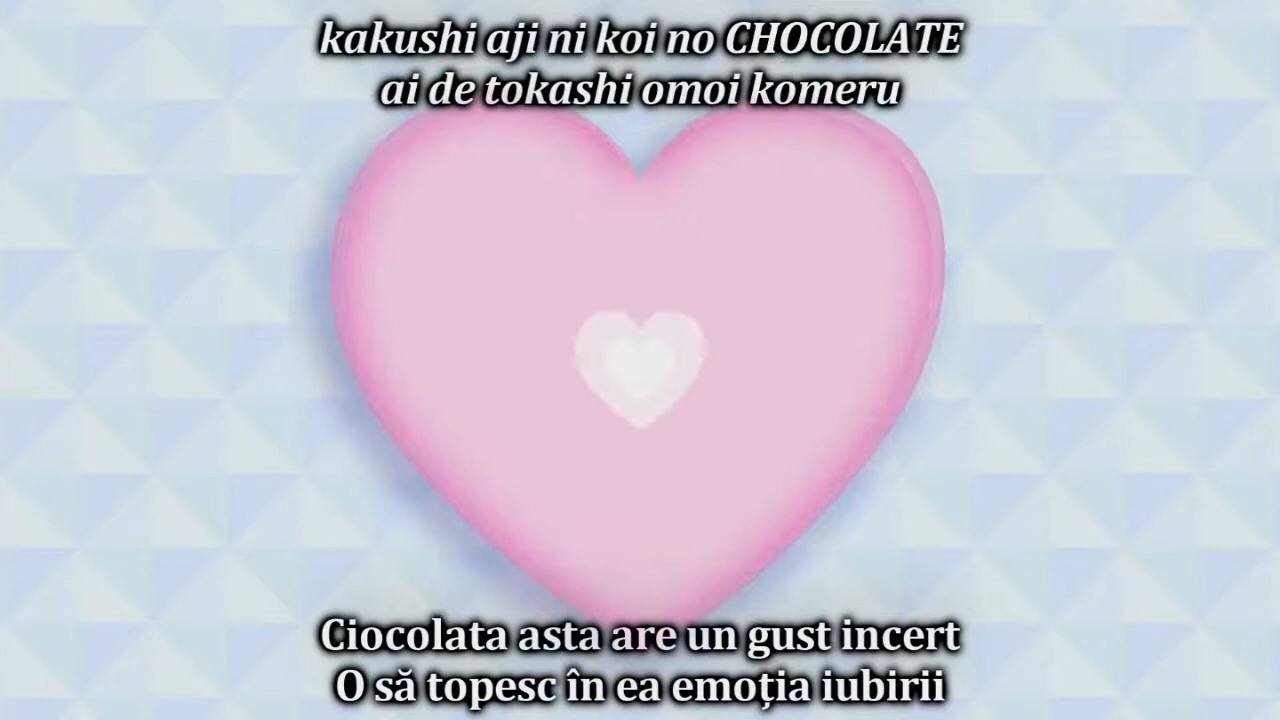 kakushi aji ni koi no CHOCOLATE
ai de tokashi omoi komeru
Ciocolata asta are un gust incert
O să topesc în ea emoția iubirii